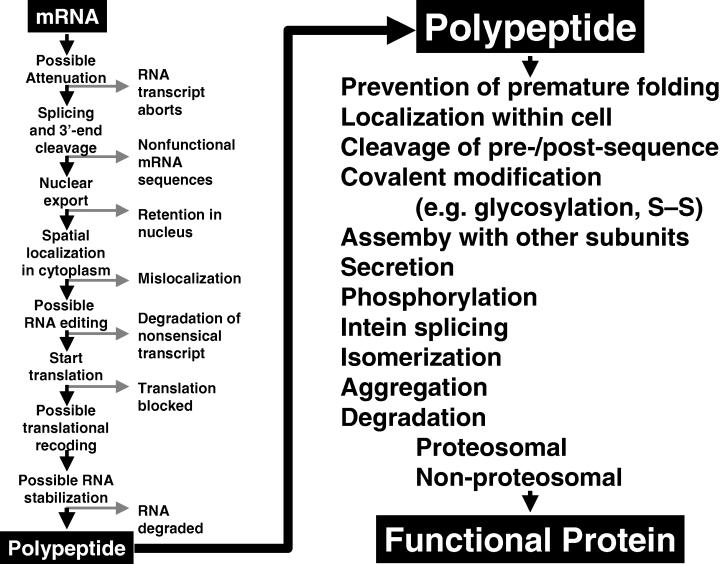 mRNA
Possible
Attenuation
RNA
transcript
aborts
Splicing
and 3'-end
cleavage
Nonfunctional
mRNA
sequences
Nuclear
export
Retention in
nucleus
Spatial
localization
in cytoplasm
Mislocalization
Possible
RNA editing
Degradation of
nonsensical
transcript
Start
translation
Translation
blocked
Possible
translational
recoding
Possible RNA
stabilization
RNA
degraded
Polypeptide
Polypeptide
Prevention of premature folding
Localization within cell
Cleavage of pre-/post-sequence
Covalent modification
(e.g. glycosylation, S–S)
Assemby with other subunits
Secretion
Phosphorylation
Intein splicing
Isomerization
Aggregation
Degradation
Proteosomal
Non-proteosomal
Functional Protein